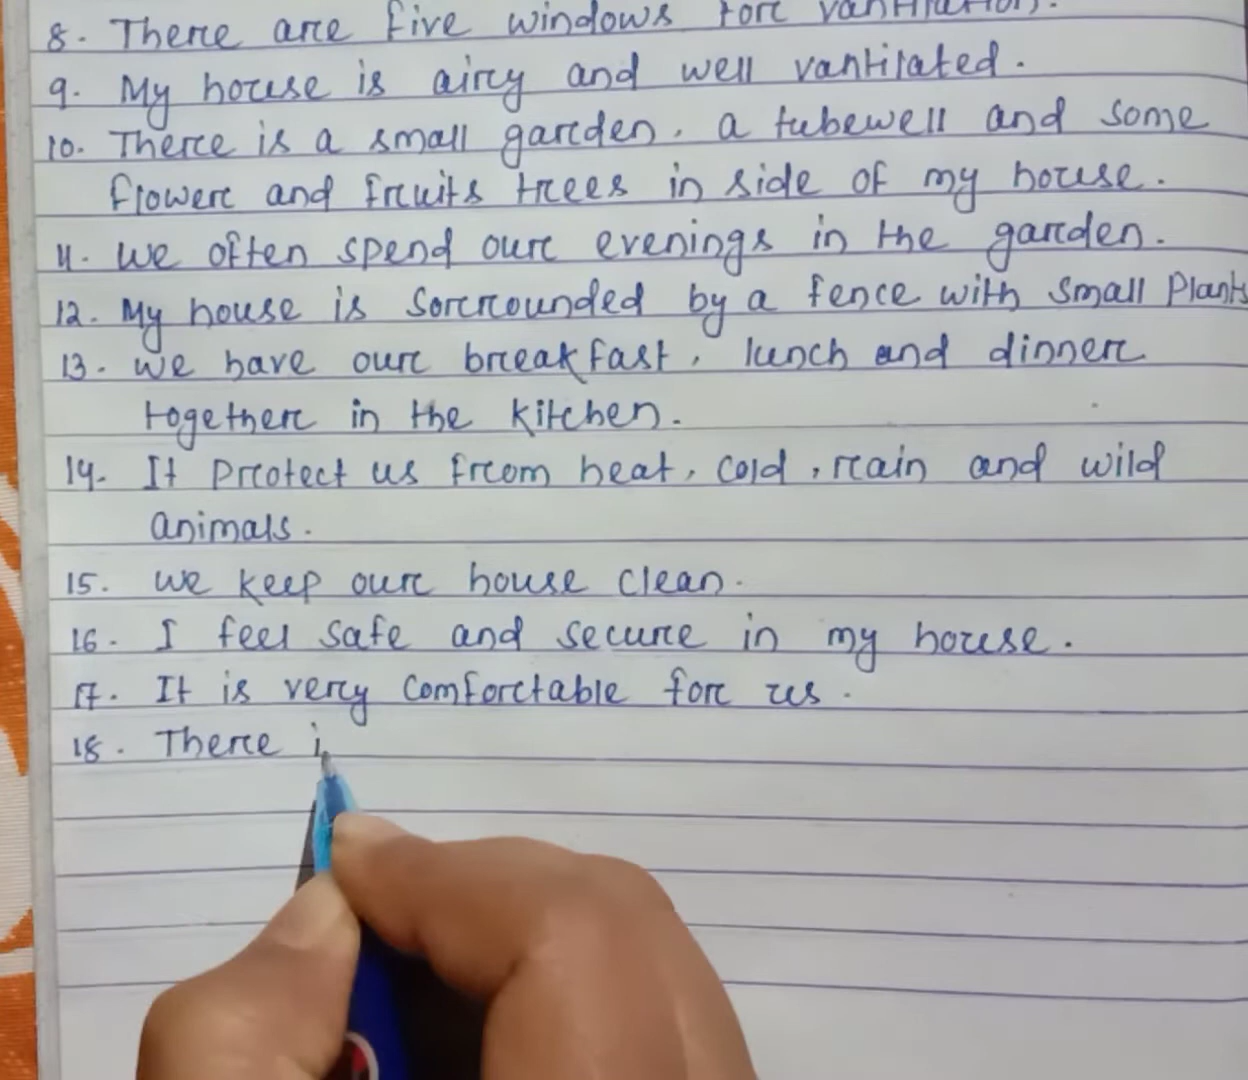 8. There are five windows for vantilation.
9. My house is airy and well vantilated.
10. There is a small garden, a tubewell and some
flower and fruits trees in side of my house.
11. we often spend our evenings in the garden.
12. My house is sorrounded by a fence with small Plants
13. we have our breakfast, lunch and dinner
together in the kitchen.
14. It Protect us from heat, cold, rain and wild
animals.
15. we keep our house clean.
16. I feel safe and secure in my house.
17. It is very comfortable for us.
18. There i